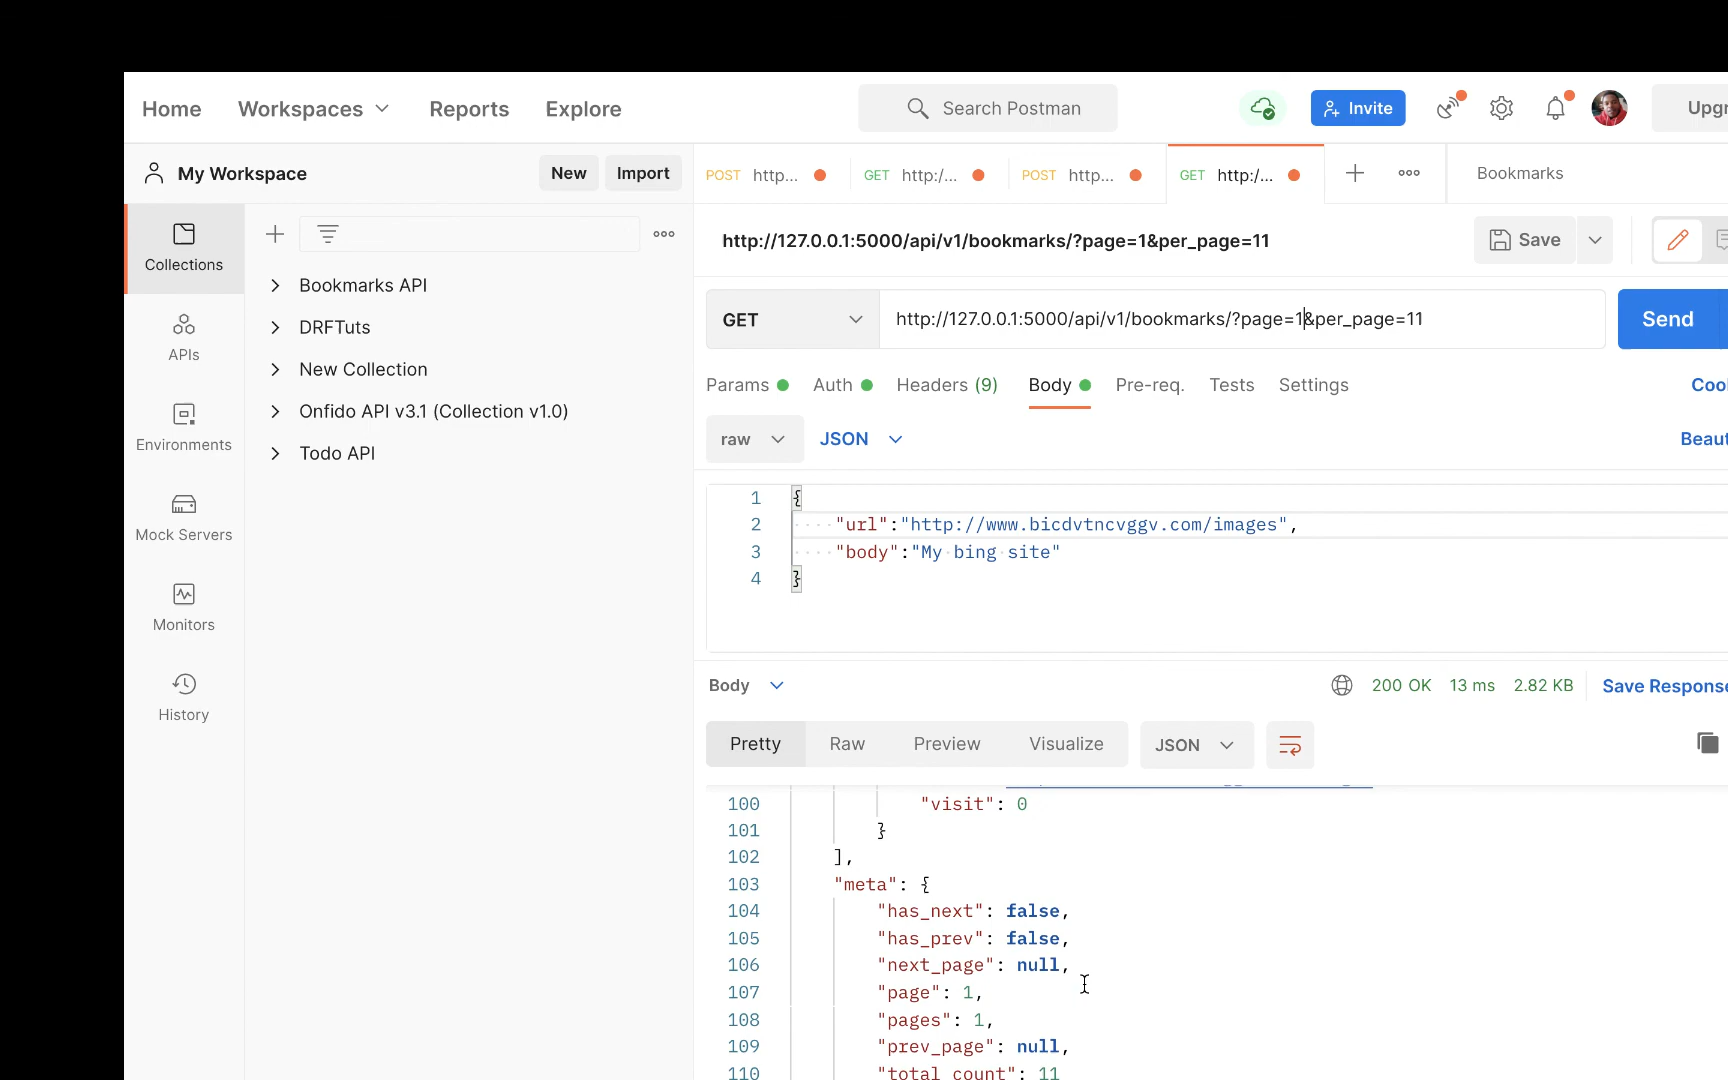 Home Workspaces Reports Explore Search Postman Invite
My Workspace New Import POST http... GET http:/... POST http... GET http:/... Bookmarks
Collections
http://127.0.0.1:5000/api/v1/bookmarks/?page=1&per_page=11 Save
Bookmarks API
DRFTuts
New Collection
Onfido API v3.1 (Collection v1.0)
Todo API
APIs
Environments
Mock Servers
Monitors
History
GET http://127.0.0.1:5000/api/v1/bookmarks/?page=1&per_page=11 Send
Params Auth Headers (9) Body Pre-req. Tests Settings
raw JSON
1 {
2 "url":"http://www.bicdvtncvggv.com/images",
3 "body":"My bing site"
4 }
Body 200 OK 13 ms 2.82 KB Save Response
Pretty Raw Preview Visualize JSON
100 "visit": 0
101 }
102 ],
103 "meta": {
104 "has_next": false,
105 "has_prev": false,
106 "next_page": null,
107 "page": 1,
108 "pages": 1,
109 "prev_page": null,
110 "total_count": 11